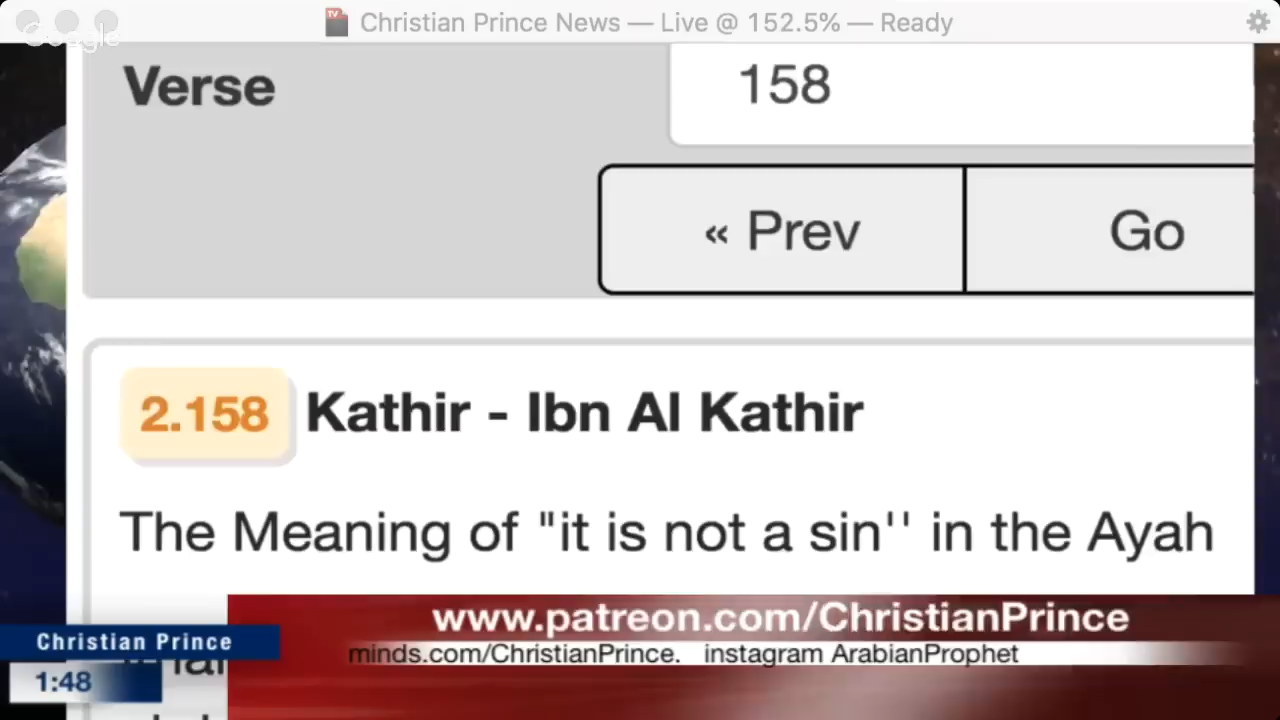 Christian Prince News — Live @ 152.5% — Ready
Google
Verse
158
« Prev
Go
2.158
Kathir - Ibn Al Kathir
The Meaning of "it is not a sin'' in the Ayah
www.patreon.com/ChristianPrince
Christian Prince
minds.com/ChristianPrince. instagram ArabianProphet
1:48